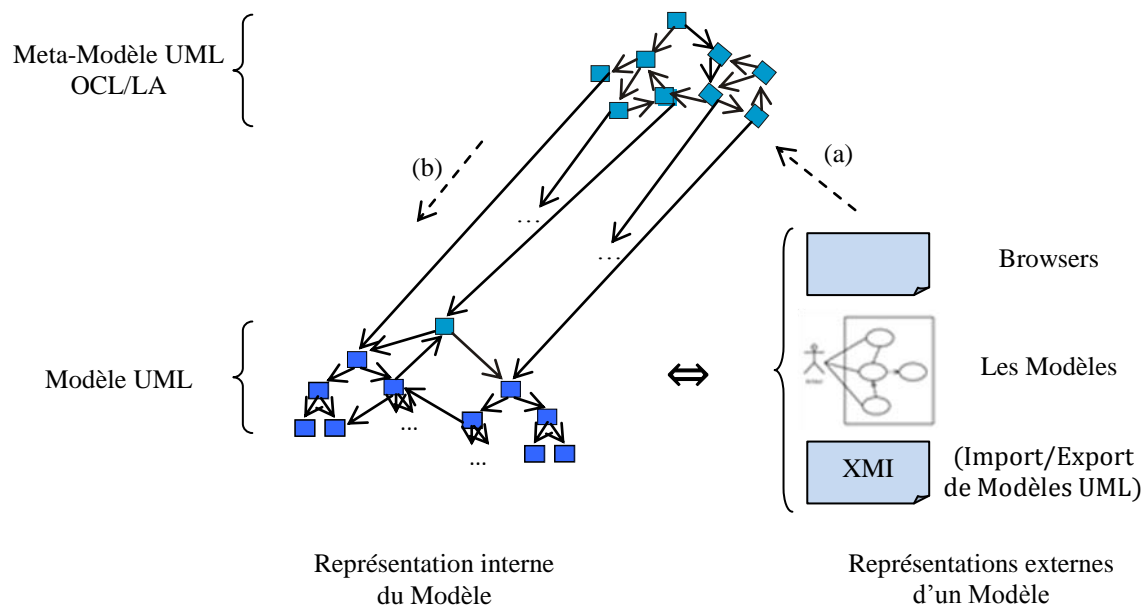 Meta-Modèle UML
OCL/LA
(b)
(a)
...
...
Browsers
Modèle UML
Les Modèles
...
...
XMI
(Import/Export
de Modèles UML)
Représentation interne
du Modèle
Représentations externes
d’un Modèle